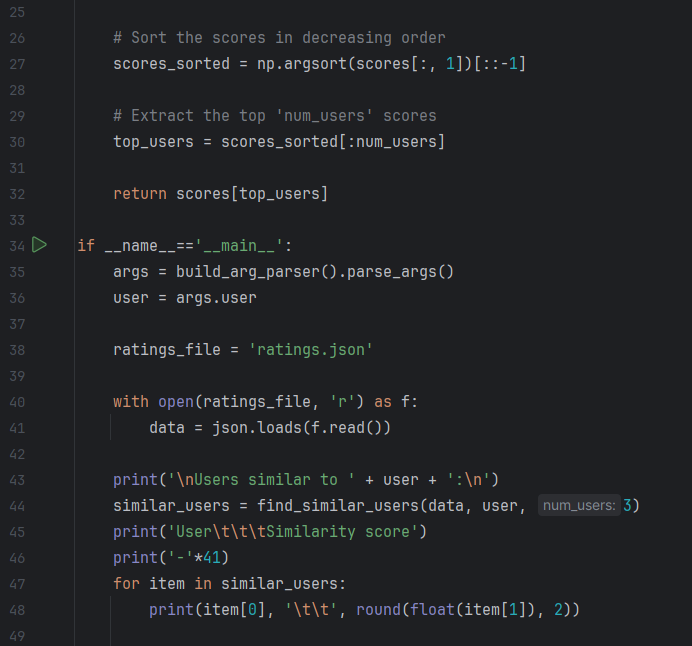 25
26 # Sort the scores in decreasing order
27 scores_sorted = np.argsort(scores[:, 1])[::-1]
28
29 # Extract the top 'num_users' scores
30 top_users = scores_sorted[:num_users]
31
32 return scores[top_users]
33
34 if __name__=='__main__':
35 args = build_arg_parser().parse_args()
36 user = args.user
37
38 ratings_file = 'ratings.json'
39
40 with open(ratings_file, 'r') as f:
41 data = json.loads(f.read())
42
43 print('\nUsers similar to ' + user + ':\n')
44 similar_users = find_similar_users(data, user, num_users: 3)
45 print('User\t\t\tSimilarity score')
46 print('-'*41)
47 for item in similar_users:
48 print(item[0], '\t\t', round(float(item[1]), 2))
49